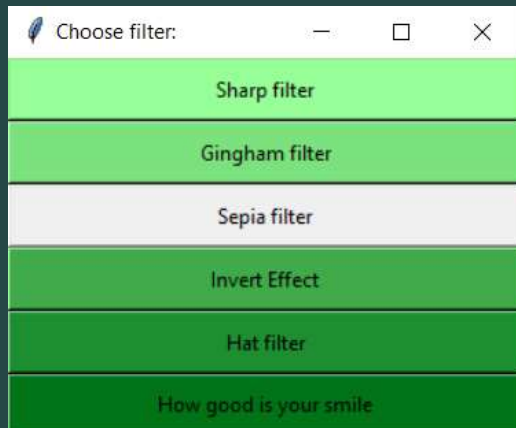 Choose filter:
Sharp filter
Gingham filter
Sepia filter
Invert Effect
Hat filter
How good is your smile